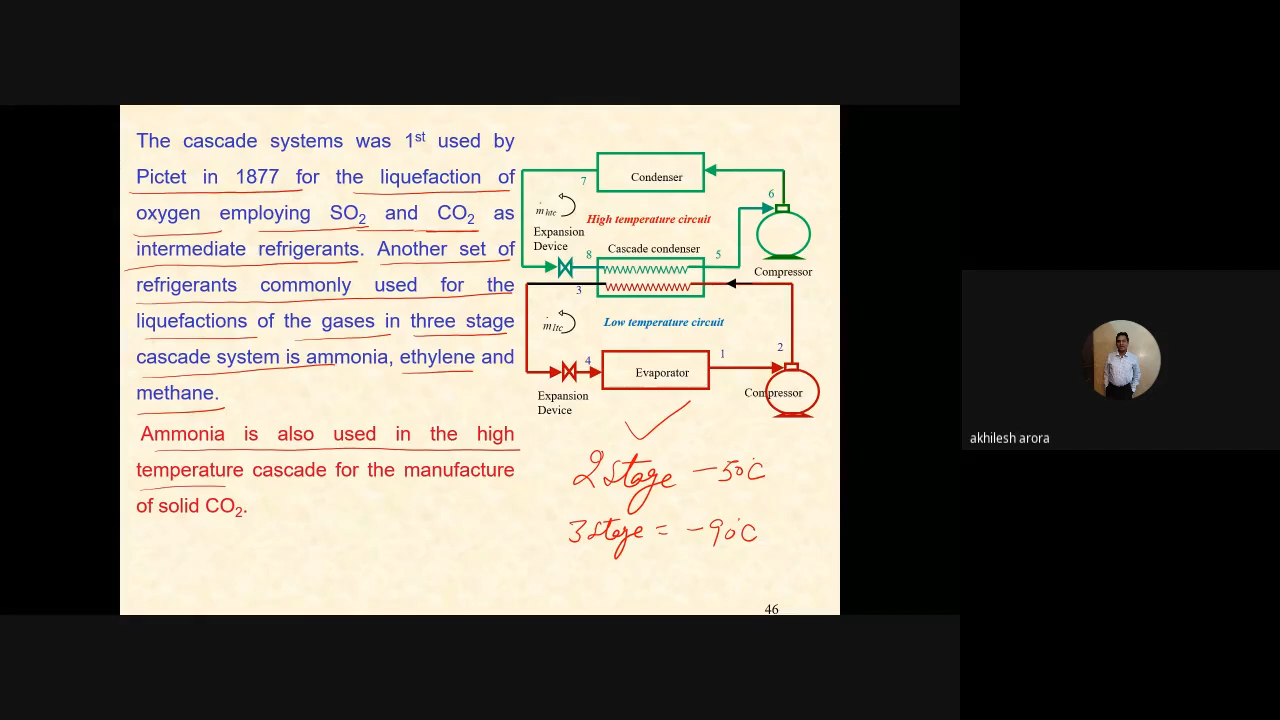 The cascade systems was 1st used by
Pictet in 1877 for the liquefaction of
oxygen employing SO2 and CO2 as
intermediate refrigerants. Another set of
refrigerants commonly used for the
liquefactions of the gases in three stage
cascade system is ammonia, ethylene and
methane.
Ammonia is also used in the high
temperature cascade for the manufacture
of solid CO2.
Condenser
7
6
ṁhtc
High temperature circuit
Expansion
Device
Cascade condenser
8
5
Compressor
3
ṁltc
Low temperature circuit
2
1
4
Evaporator
Expansion
Device
Compressor
2 Stage -50°C
3 Stage = -90°C
46
akhilesh arora